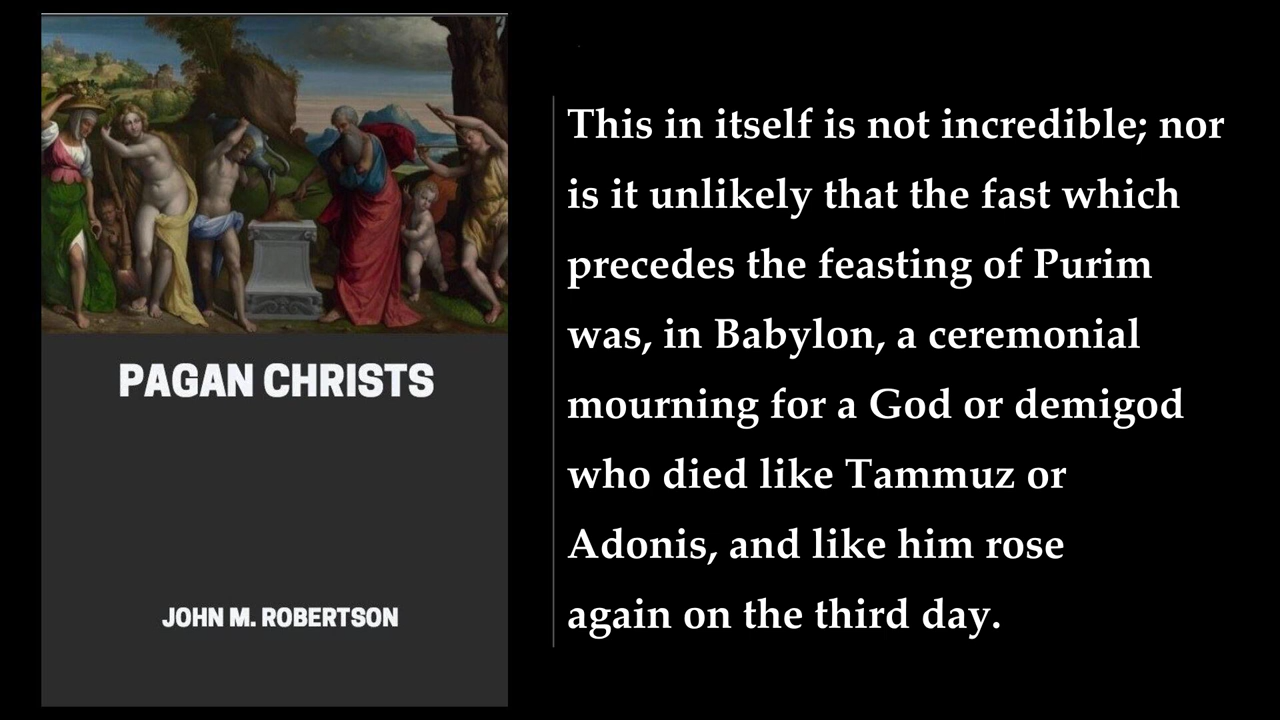 PAGAN CHRISTS
JOHN M. ROBERTSON
This in itself is not incredible; nor
is it unlikely that the fast which
precedes the feasting of Purim
was, in Babylon, a ceremonial
mourning for a God or demigod
who died like Tammuz or
Adonis, and like him rose
again on the third day.